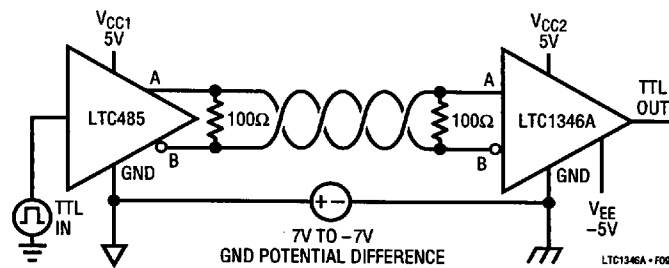 VCC1
5V
VCC2
5V
A
A
TTL
OUT
LTC485
100Ω
100Ω
LTC1346A
B
B
GND
GND
TTL
IN
+ −
VEE
−5V
7V TO −7V
GND POTENTIAL DIFFERENCE
LTC1346A •